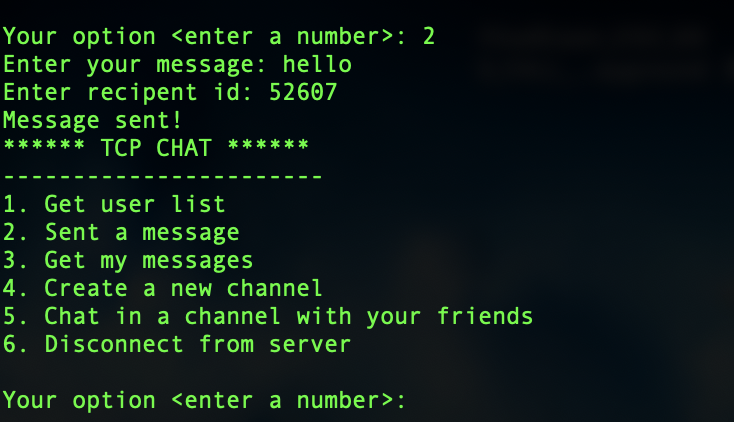 Your option <enter a number>: 2
Enter your message: hello
Enter recipent id: 52607
Message sent!
****** TCP CHAT ******
-----------------------
1. Get user list
2. Sent a message
3. Get my messages
4. Create a new channel
5. Chat in a channel with your friends
6. Disconnect from server
Your option <enter a number>: